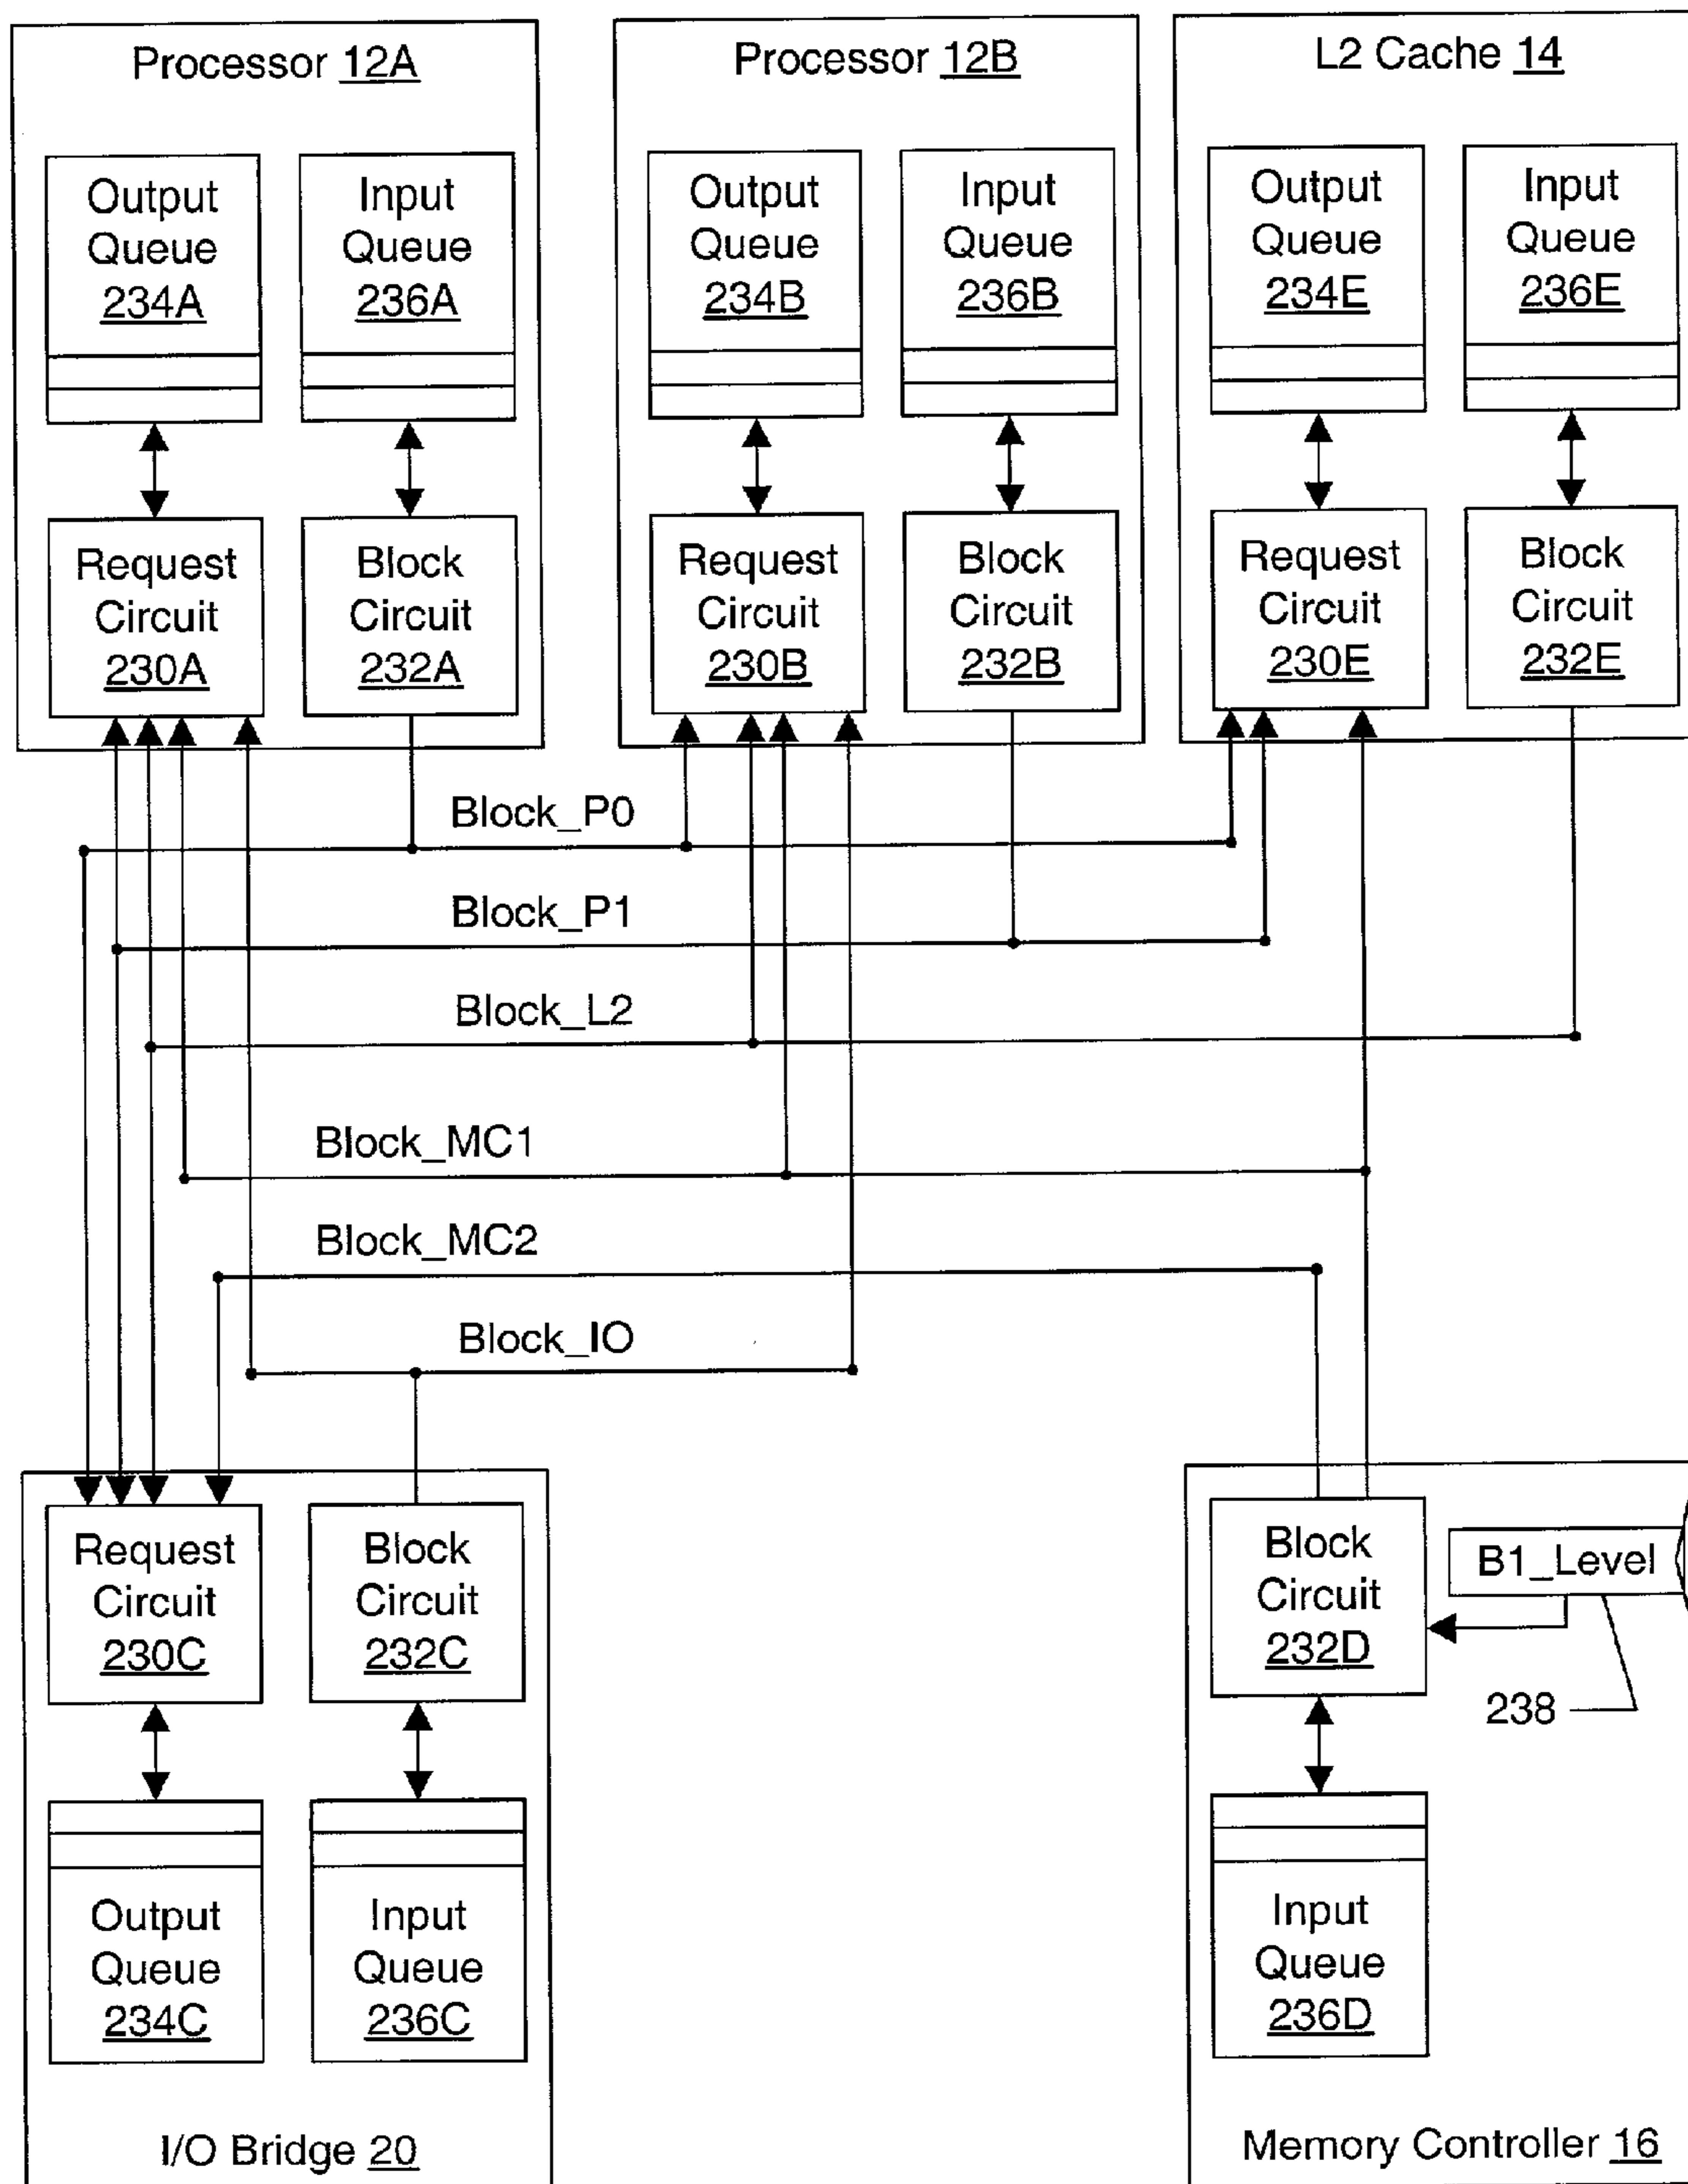 Processor 12A
Processor 12B
L2 Cache 14
Output
Queue
234A
Input
Queue
236A
Output
Queue
234B
Input
Queue
236B
Output
Queue
234E
Input
Queue
236E
Request
Circuit
230A
Block
Circuit
232A
Request
Circuit
230B
Block
Circuit
232B
Request
Circuit
230E
Block
Circuit
232E
Block_P0
Block_P1
Block_L2
Block_MC1
Block_MC2
Block_IO
Request
Circuit
230C
Block
Circuit
232C
Block
Circuit
232D
B1_Level
238
Output
Queue
234C
Input
Queue
236C
Input
Queue
236D
I/O Bridge 20
Memory Controller 16